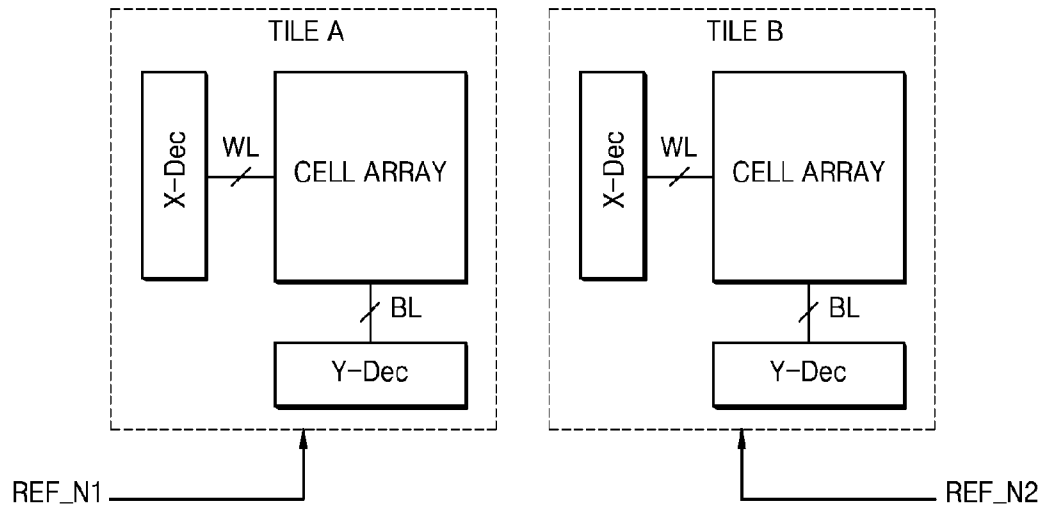 TILE A
X-Dec
WL
CELL ARRAY
BL
Y-Dec
REF_N1
TILE B
X-Dec
WL
CELL ARRAY
BL
Y-Dec
REF_N2